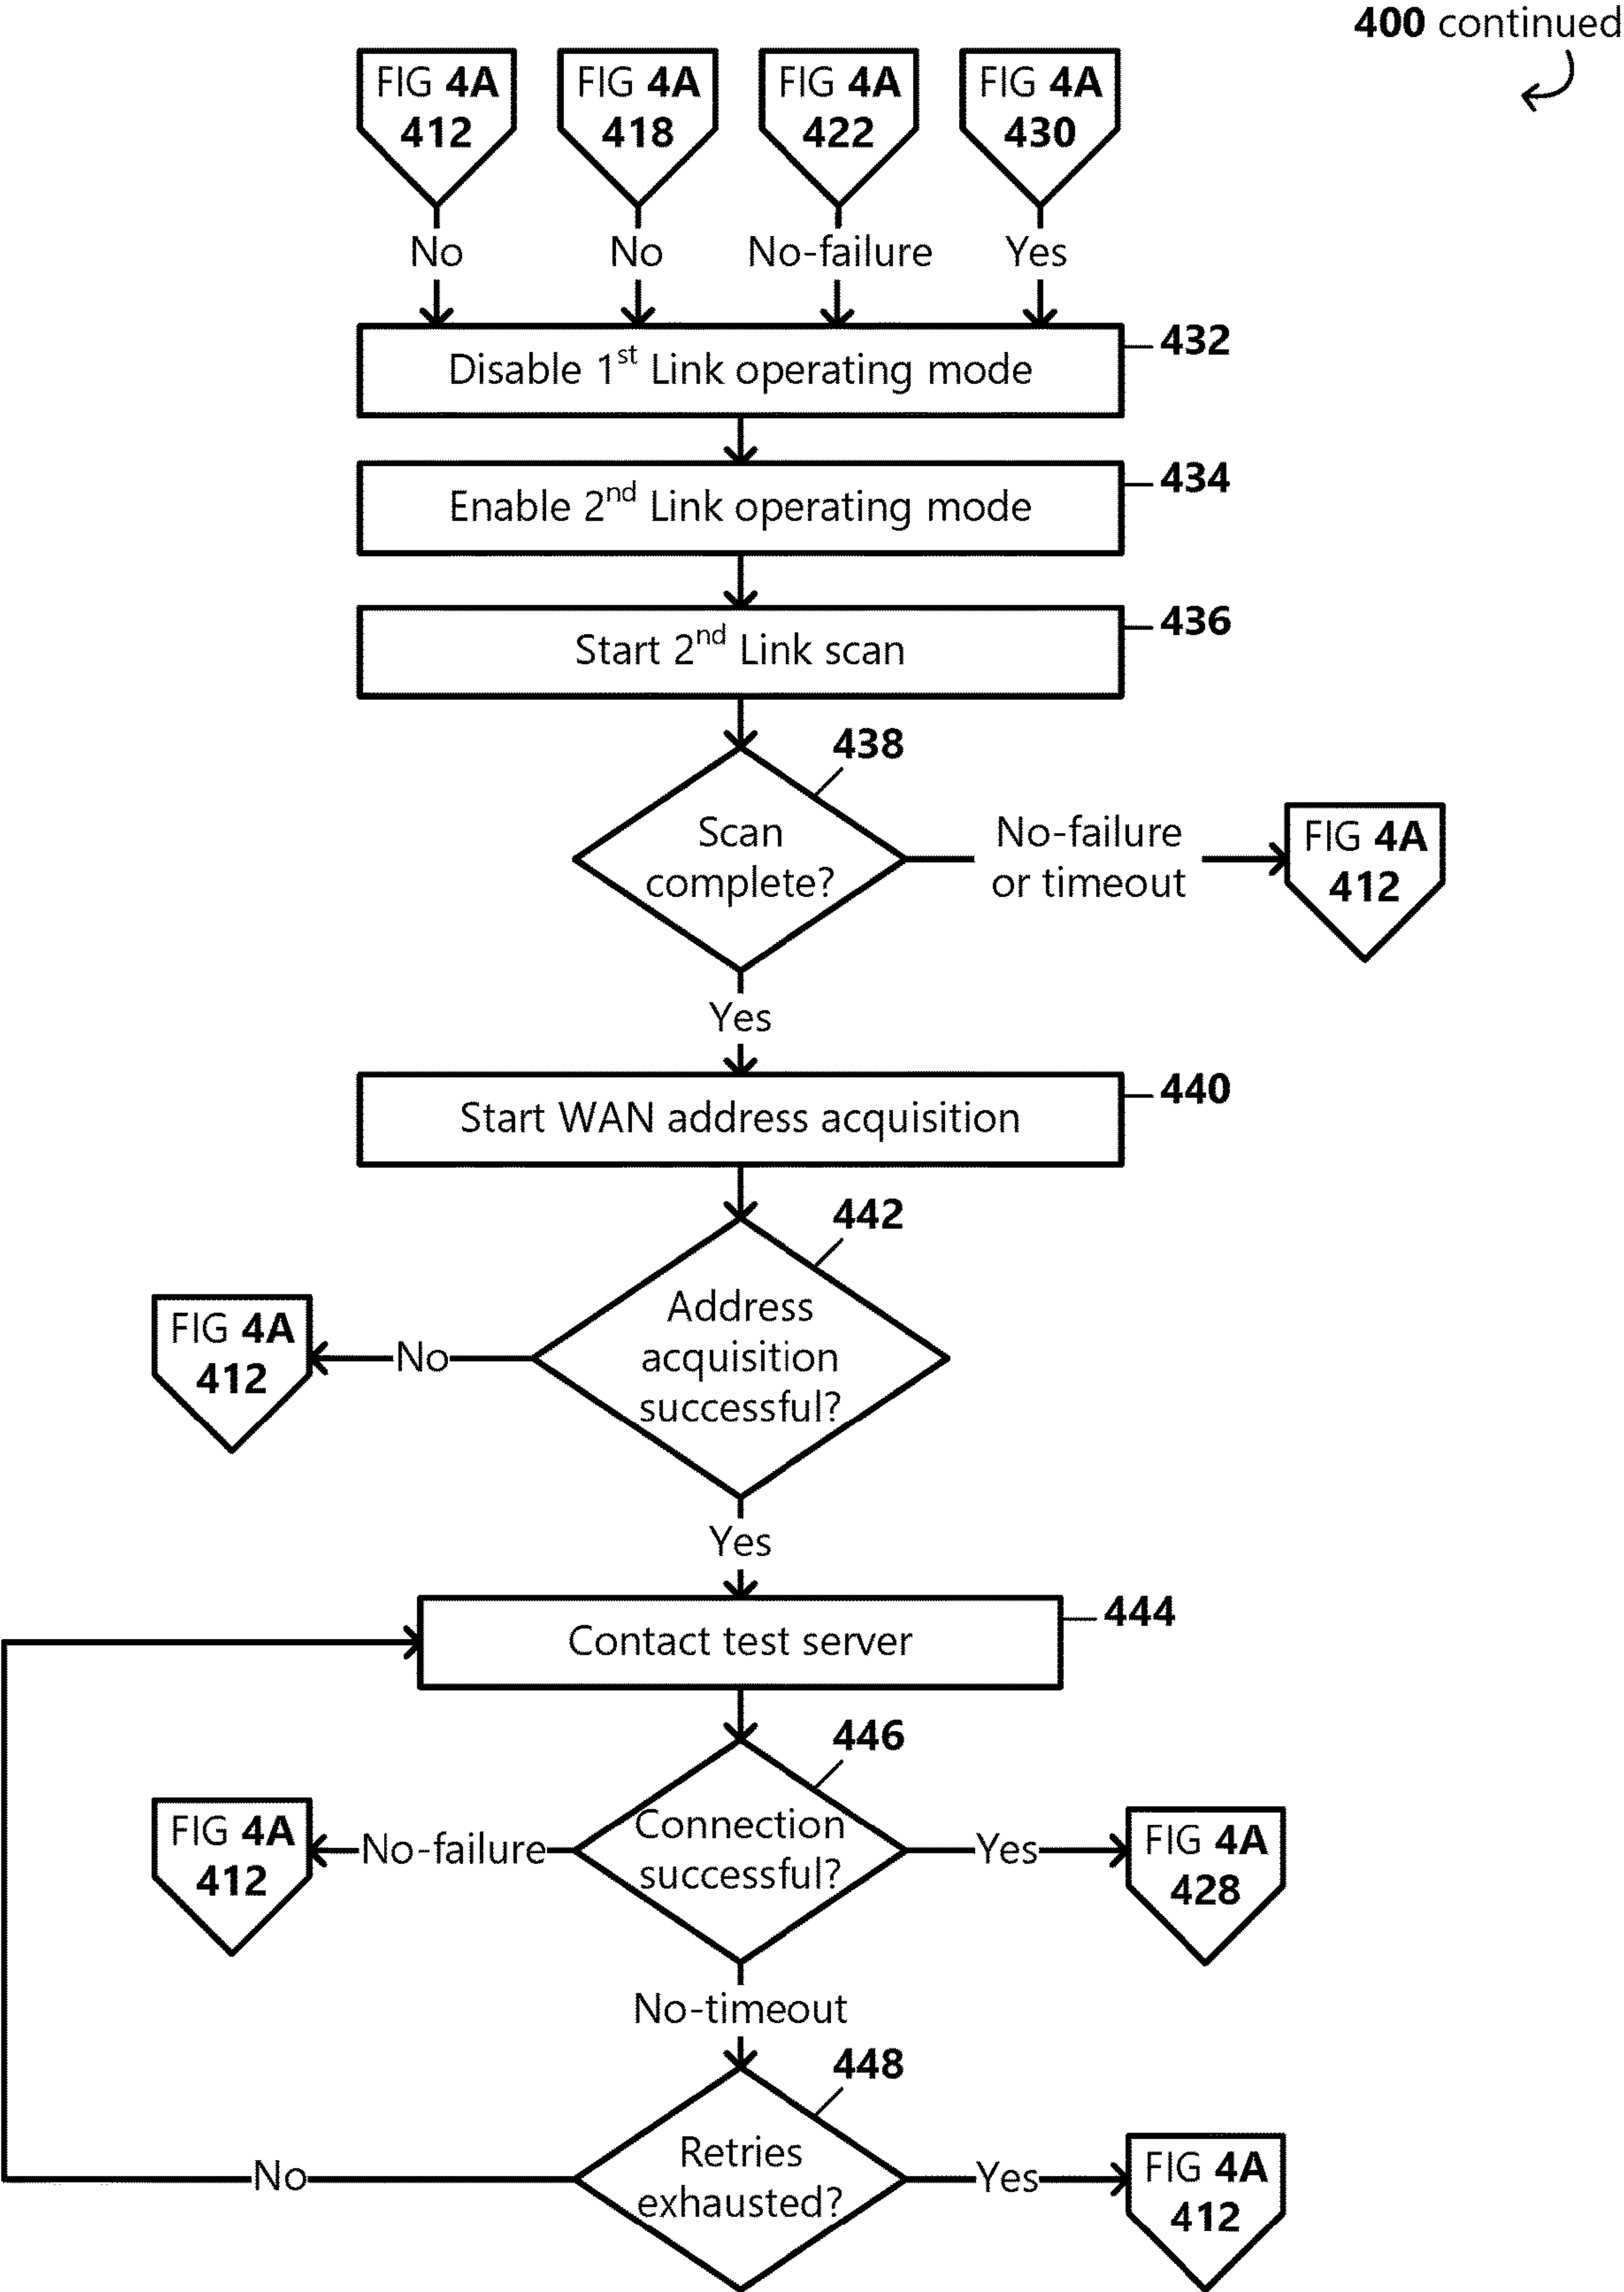 400 continued
FIG 4A
412
FIG 4A
418
FIG 4A
422
FIG 4A
430
No
No
No-failure
Yes
432
Disable 1st Link operating mode
434
Enable 2nd Link operating mode
436
Start 2nd Link scan
438
Scan
complete?
No-failure
or timeout
FIG 4A
412
Yes
440
Start WAN address acquisition
442
Address
acquisition
successful?
No
FIG 4A
412
Yes
444
Contact test server
446
Connection
successful?
No-failure
FIG 4A
412
Yes
FIG 4A
428
No-timeout
448
Retries
exhausted?
No
Yes
FIG 4A
412